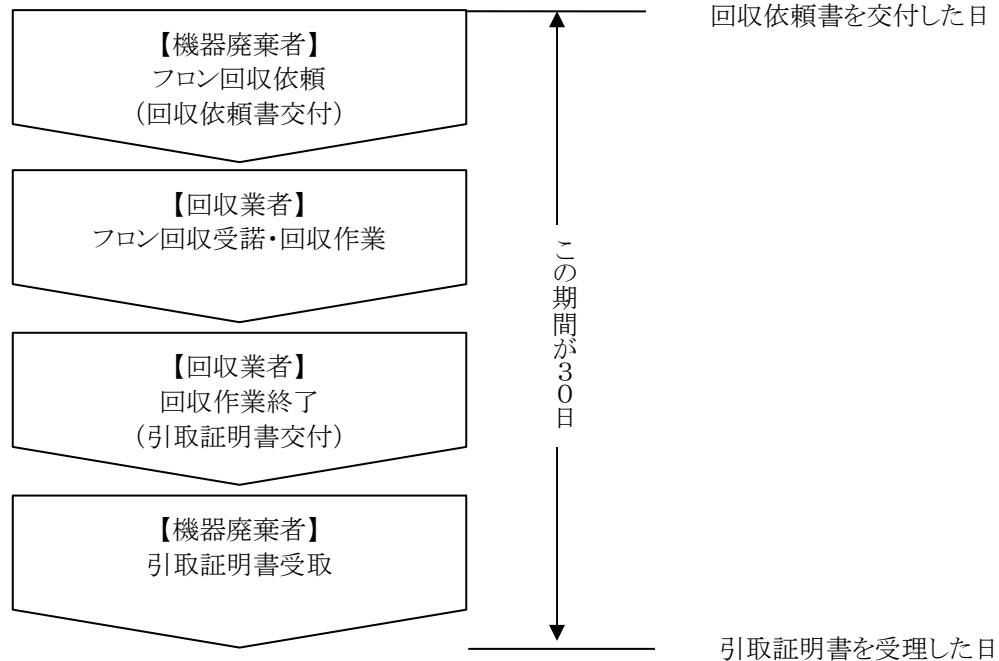 回収依頼書を交付した日
【機器廃棄者】
フロン回収依頼
(回収依頼書交付)
【回収業者】
フロン回収受諾・回収作業
この期間が30日
【回収業者】
回収作業終了
(引取証明書交付)
【機器廃棄者】
引取証明書受取
引取証明書を受理した日